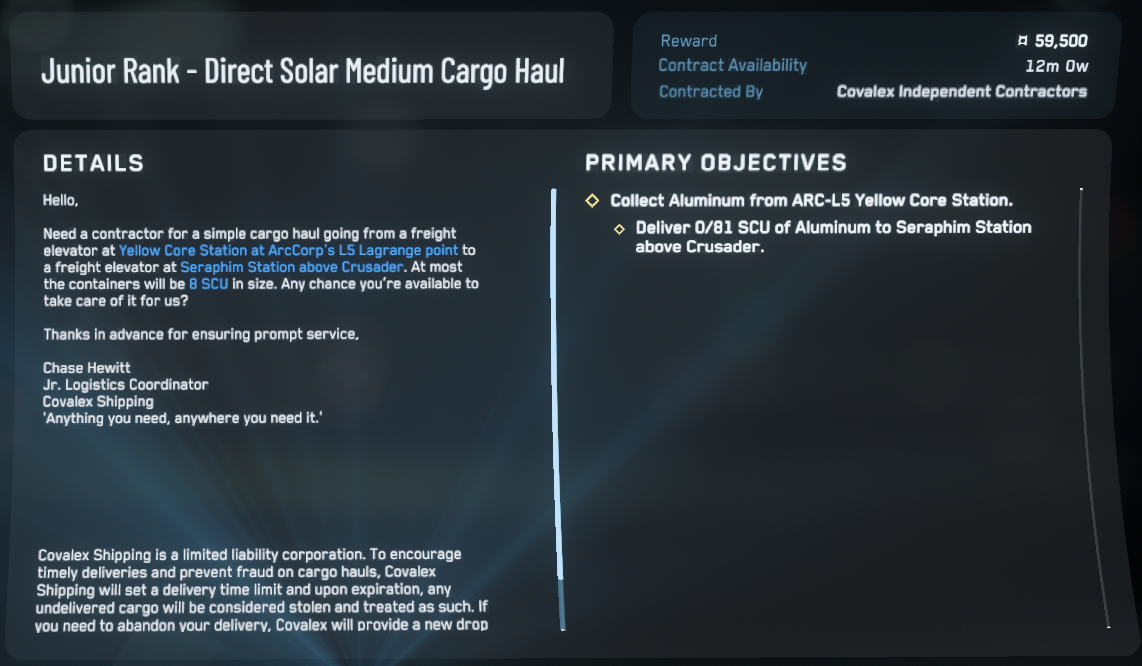 Junior Rank - Direct Solar Medium Cargo Haul
Reward ¤ 59,500
Contract Availability 12m 0w
Contracted By Covalex Independent Contractors
DETAILS
Hello,
Need a contractor for a simple cargo haul going from a freight
elevator at Yellow Core Station at ArcCorp's L5 Lagrange point to
a freight elevator at Seraphim Station above Crusader. At most
the containers will be 8 SCU in size. Any chance you're available to
take care of it for us?
Thanks in advance for ensuring prompt service,
Chase Hewitt
Jr. Logistics Coordinator
Covalex Shipping
'Anything you need, anywhere you need it.'
Covalex Shipping is a limited liability corporation. To encourage
timely deliveries and prevent fraud on cargo hauls, Covalex
Shipping will set a delivery time limit and upon expiration, any
undelivered cargo will be considered stolen and treated as such. If
you need to abandon your delivery, Covalex will provide a new drop
PRIMARY OBJECTIVES
Collect Aluminum from ARC-L5 Yellow Core Station.
Deliver 0/81 SCU of Aluminum to Seraphim Station
above Crusader.